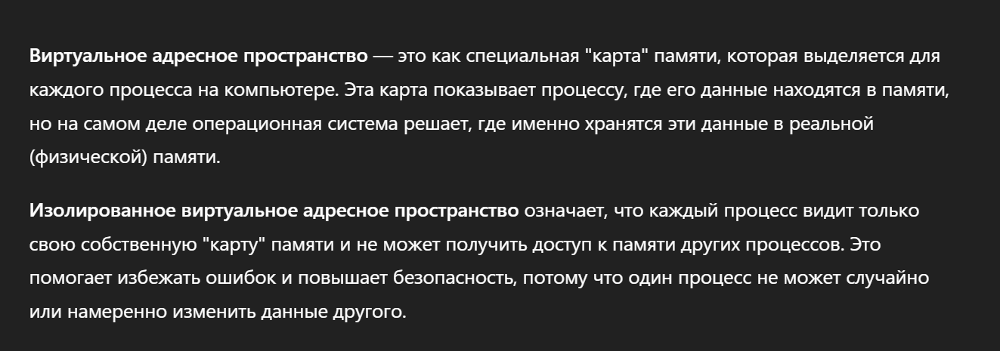 Виртуальное адресное пространство — это как специальная "карта" памяти, которая выделяется для
каждого процесса на компьютере. Эта карта показывает процессу, где его данные находятся в памяти,
но на самом деле операционная система решает, где именно хранятся эти данные в реальной
(физической) памяти.
Изолированное виртуальное адресное пространство означает, что каждый процесс видит только
свою собственную "карту" памяти и не может получить доступ к памяти других процессов. Это
помогает избежать ошибок и повышает безопасность, потому что один процесс не может случайно
или намеренно изменить данные другого.